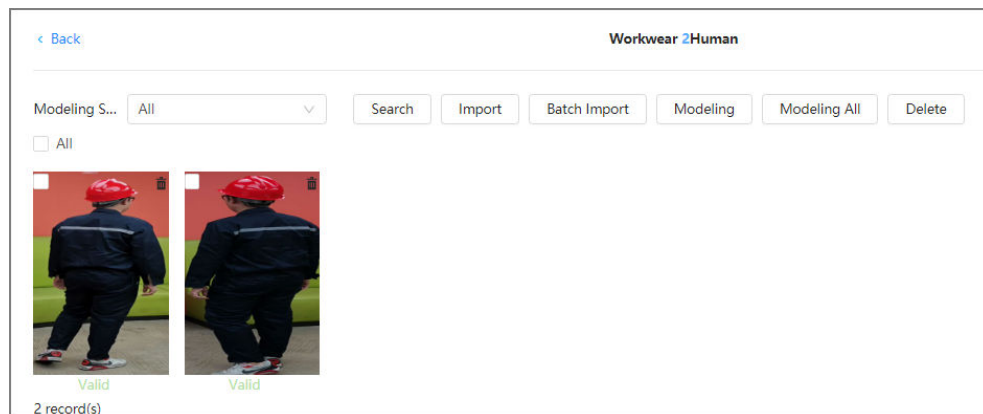 < Back
Workwear 2Human
Modeling S... All Search Import Batch Import Modeling Modeling All Delete
All
Valid Valid
2 record(s)